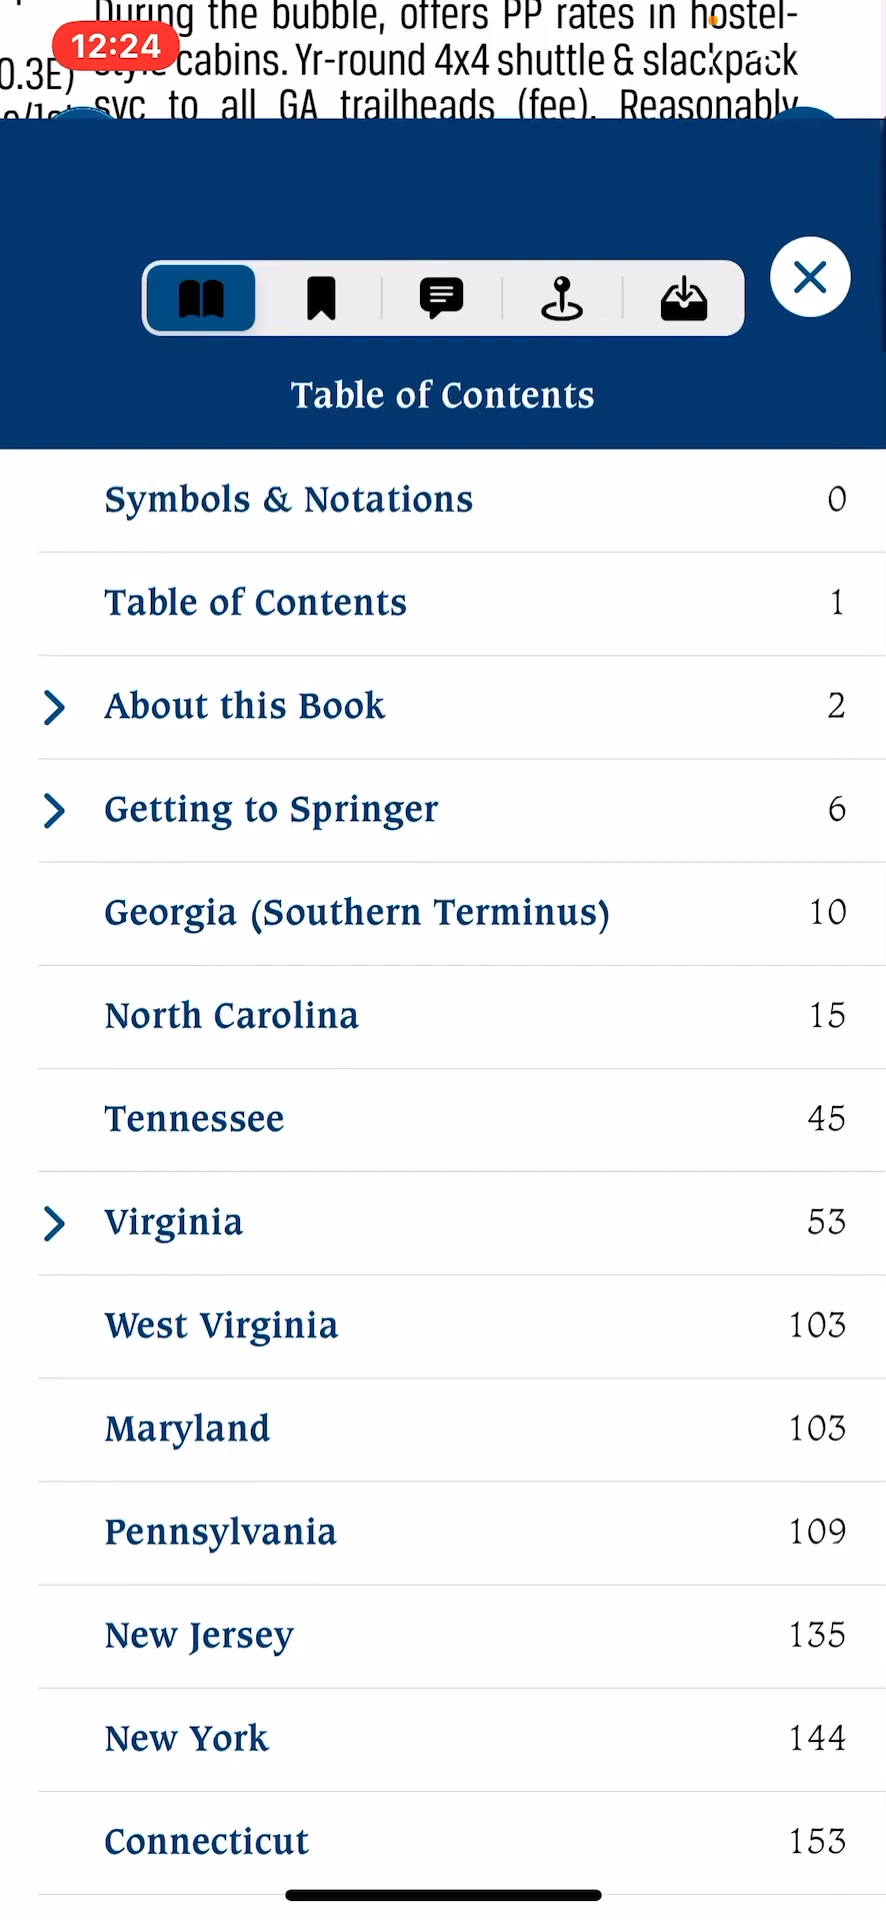 During the bubble, offers PP rates in hostel-
12:24
0.3E) style cabins. Yr-round 4x4 shuttle & slackpack
svc to all GA trailheads (fee). Reasonably
Table of Contents
Symbols & Notations 0
Table of Contents 1
About this Book 2
Getting to Springer 6
Georgia (Southern Terminus) 10
North Carolina 15
Tennessee 45
Virginia 53
West Virginia 103
Maryland 103
Pennsylvania 109
New Jersey 135
New York 144
Connecticut 153